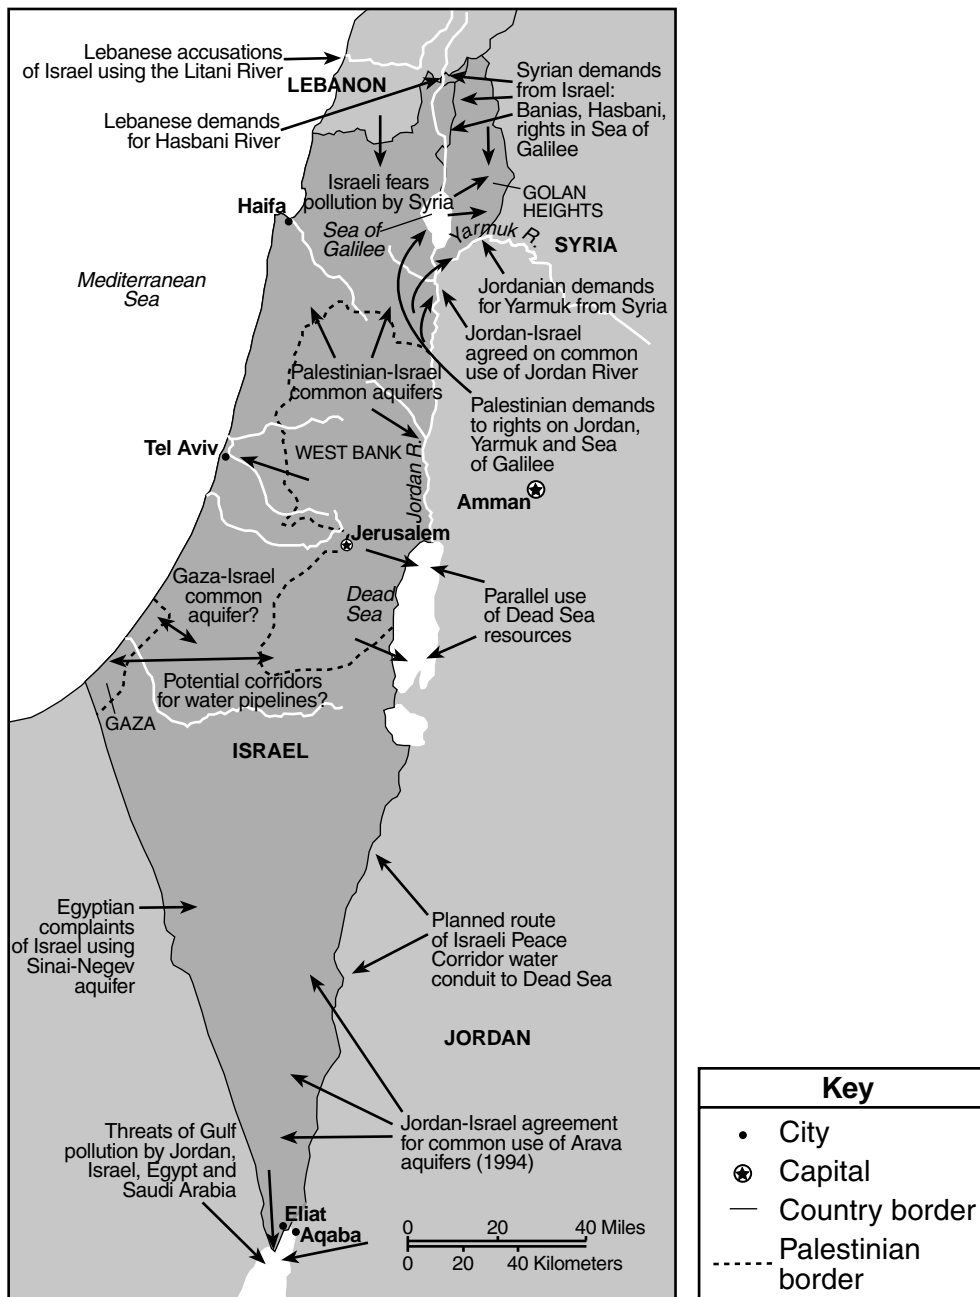 Lebanese accusations
of Israel using the Litani River
LEBANON
Lebanese demands
for Hasbani River
Syrian demands
from Israel:
Banias, Hasbani,
rights in Sea of
Galilee
Israeli fears
pollution by Syria
GOLAN
HEIGHTS
Haifa
Sea of
Galilee
Yarmuk R.
SYRIA
Mediterranean
Sea
Jordanian demands
for Yarmuk from Syria
Jordan-Israel
agreed on common
use of Jordan River
Palestinian-Israel
common aquifers
Palestinian demands
to rights on Jordan,
Yarmuk and Sea
of Galilee
Tel Aviv
WEST BANK
Jordan R.
Amman
Jerusalem
Gaza-Israel
common
aquifer?
Dead
Sea
Parallel use
of Dead Sea
resources
Potential corridors
for water pipelines?
GAZA
ISRAEL
Egyptian
complaints
of Israel using
Sinai-Negev
aquifer
Planned route
of Israeli Peace
Corridor water
conduit to Dead Sea
JORDAN
Threats of Gulf
pollution by Jordan,
Israel, Egypt and
Saudi Arabia
Jordan-Israel agreement
for common use of Arava
aquifers (1994)
Eliat
Aqaba
0 20 40 Miles
0 20 40 Kilometers
Key
City
Capital
Country border
Palestinian
border